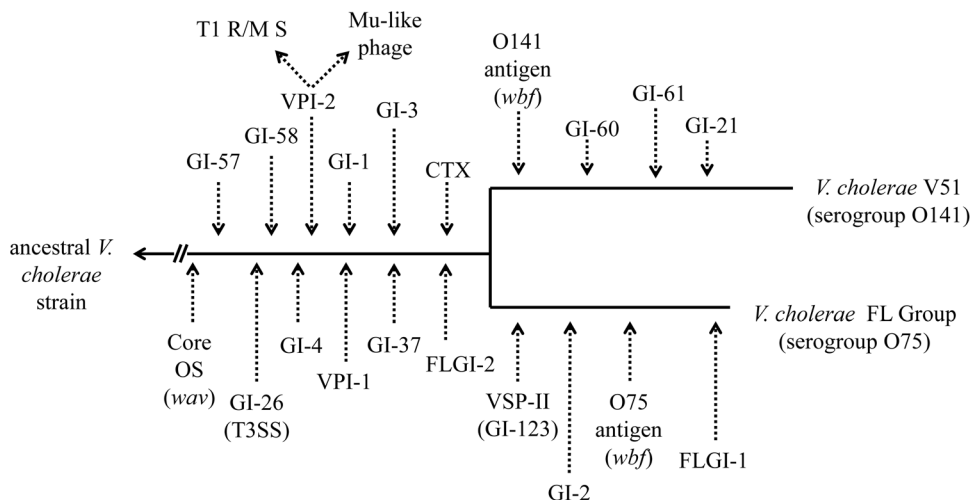 T1 R/M S
Mu-like
phage
VPI-2
O141
antigen
(wbf)
GI-61
GI-60
GI-21
GI-3
GI-58
GI-57
GI-1
CTX
V. cholerae V51
(serogroup O141)
ancestral V.
cholerae
strain
V. cholerae FL Group
(serogroup O75)
Core
OS
(wav)
GI-26
(T3SS)
GI-4
VPI-1
GI-37
FLGI-2
VSP-II
(GI-123)
GI-2
O75
antigen
(wbf)
FLGI-1